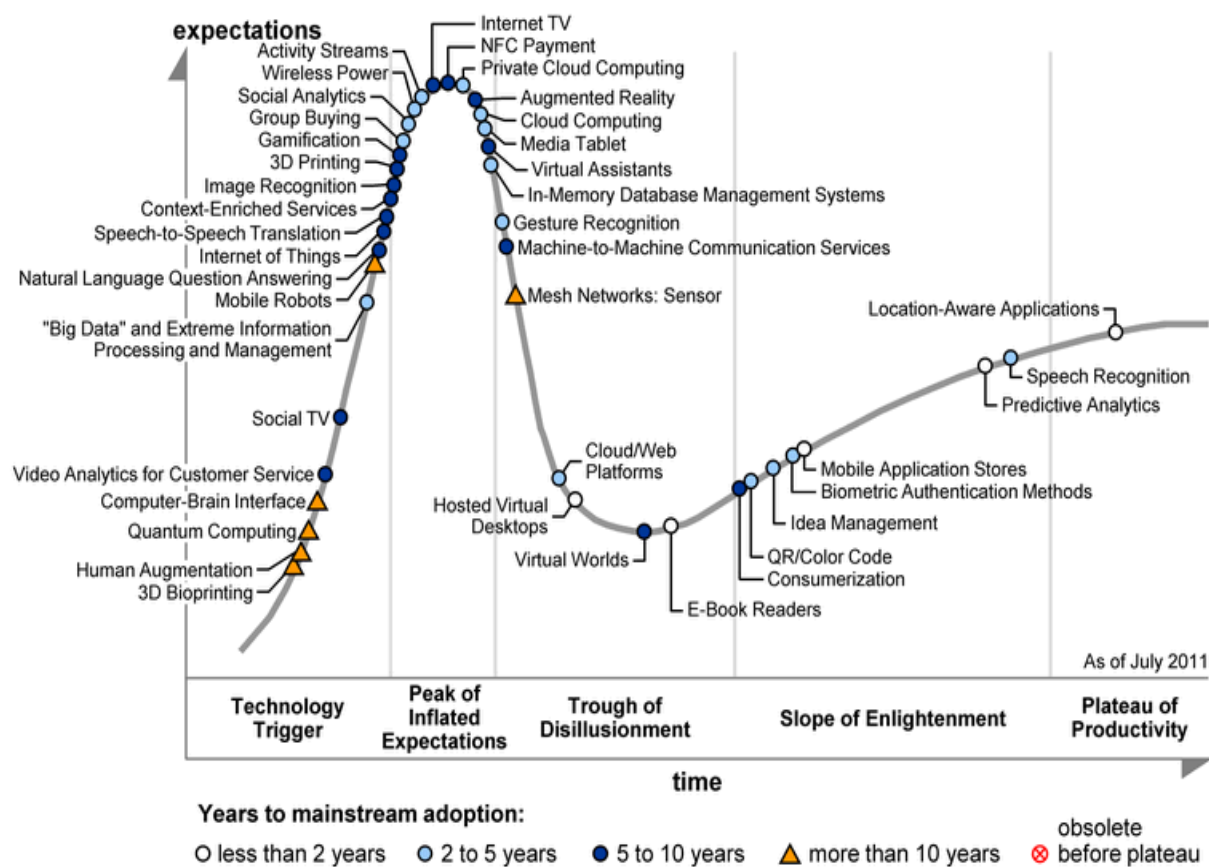 expectations
Activity Streams
Wireless Power
Social Analytics
Group Buying
Gamification
3D Printing
Image Recognition
Context-Enriched Services
Speech-to-Speech Translation
Internet of Things
Natural Language Question Answering
Mobile Robots
"Big Data" and Extreme Information
Processing and Management
Social TV
Video Analytics for Customer Service
Computer-Brain Interface
Quantum Computing
Human Augmentation
3D Bioprinting
Internet TV
NFC Payment
Private Cloud Computing
Augmented Reality
Cloud Computing
Media Tablet
Virtual Assistants
In-Memory Database Management Systems
Gesture Recognition
Machine-to-Machine Communication Services
Mesh Networks: Sensor
Cloud/Web
Platforms
Hosted Virtual
Desktops
Virtual Worlds
E-Book Readers
Location-Aware Applications
Speech Recognition
Predictive Analytics
Mobile Application Stores
Biometric Authentication Methods
Idea Management
QR/Color Code
Consumerization
As of July 2011
Technology
Trigger
Peak of
Inflated
Expectations
Trough of
Disillusionment
Slope of Enlightenment
Plateau of
Productivity
time
Years to mainstream adoption:
less than 2 years
2 to 5 years
5 to 10 years
more than 10 years
obsolete
before plateau